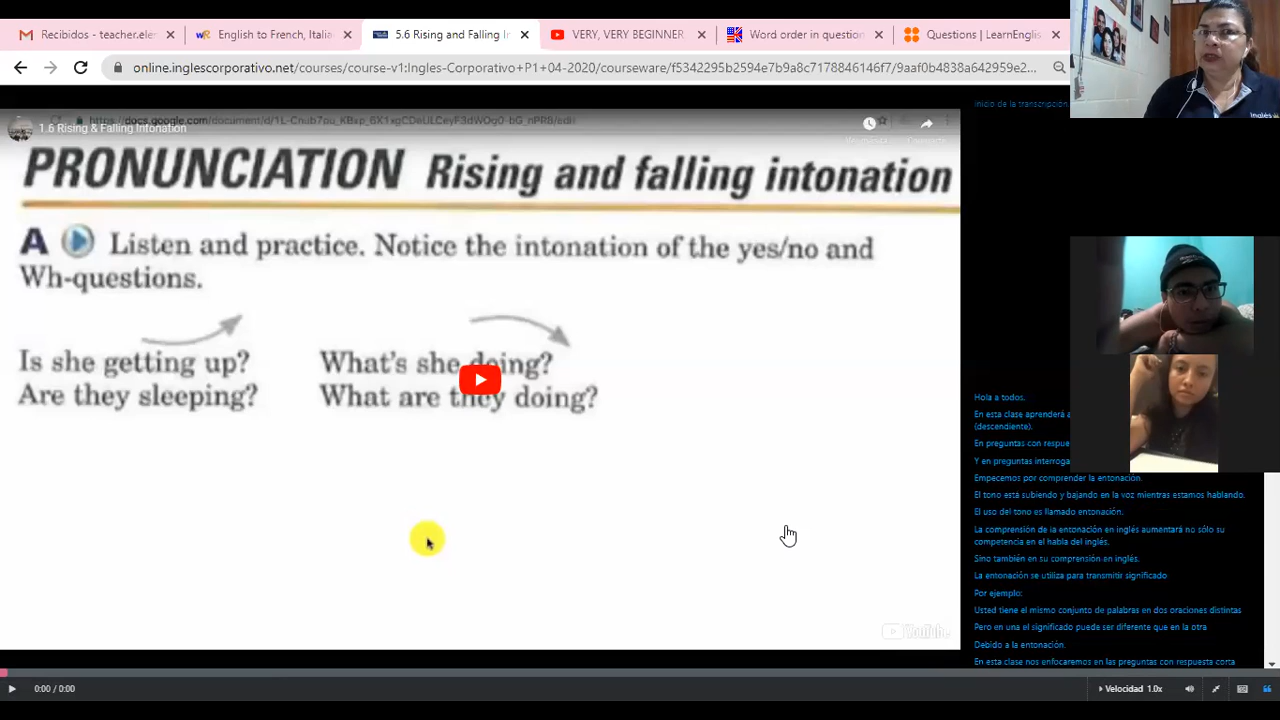 Recibidos - teacher.eler
English to French, Italia
5.6 Rising and Falling In
VERY, VERY BEGINNER
Word order in question
Questions | LearnEnglis
online.inglescorporativo.net/courses/course-v1:Ingles-Corporativo+P1+04-2020/courseware/f5342295b2594e7b9a8c7178846146f7/9aaf0b4838a642959e2...
1.6 Rising & Falling Intonation
PRONUNCIATION Rising and falling intonation
A Listen and practice. Notice the intonation of the yes/no and
Wh-questions.
Is she getting up? What's she doing?
Are they sleeping? What are they doing?
YouTube
0:00 / 0:00
inicio de la transcripción
Hola a todos.
En esta clase aprenderá a
(descendiente).
En preguntas con respue
Y en preguntas interroga
Empecemos por comprender la entonación.
El tono está subiendo y bajando en la voz mientras estamos hablando.
El uso del tono es llamado entonación.
La comprensión de la entonación en inglés aumentará no sólo su
competencia en el habla del inglés,
Sino también en su comprensión en inglés.
La entonación se utiliza para transmitir significado
Por ejemplo:
Usted tiene el mismo conjunto de palabras en dos oraciones distintas
Pero en una el significado puede ser diferente que en la otra
Debido a la entonación.
En esta clase nos enfocaremos en las preguntas con respuesta corta
Velocidad 1.0x